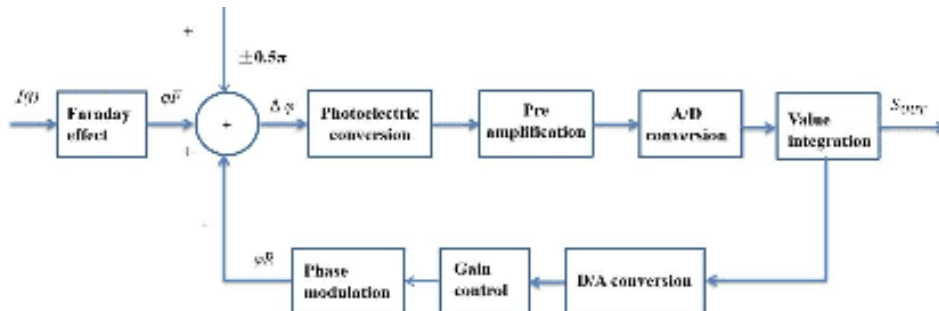 +
±0.5π
I(t)
Faraday
effect
φF
+
Δφ
Photoelectric
conversion
Pre
amplification
A/D
conversion
Value
integration
S_OUT
-
φR
Phase
modulation
Gain
control
D/A conversion